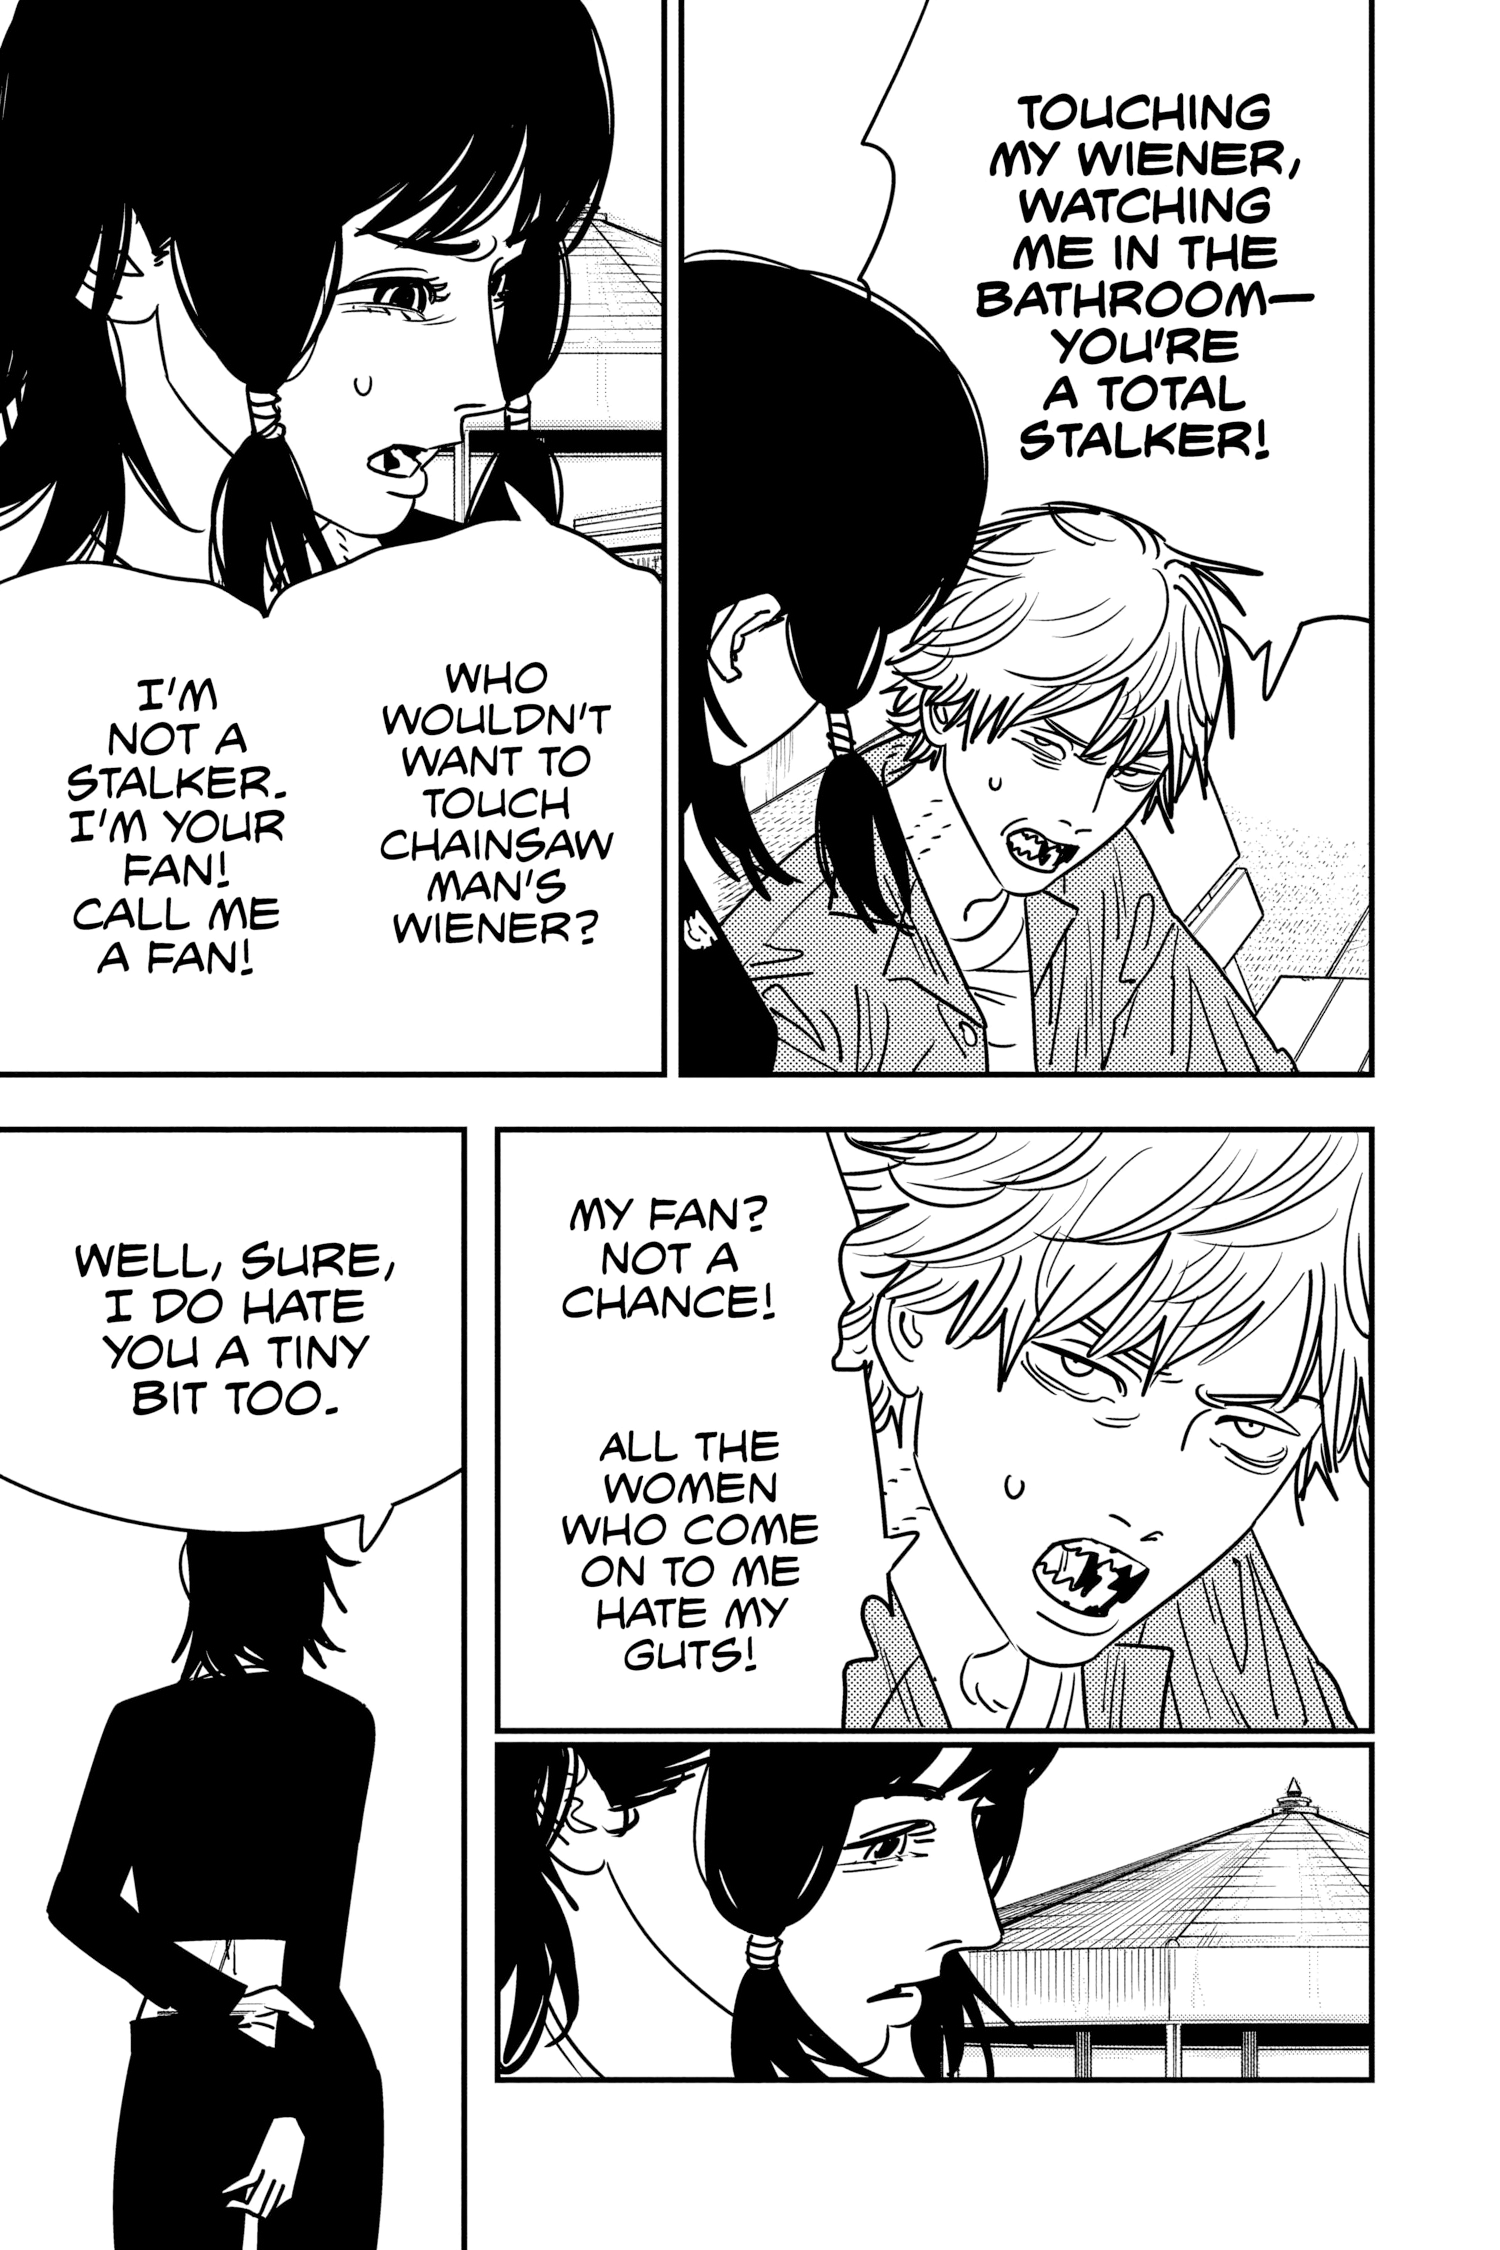 TOUCHING
MY WIENER,
WATCHING
ME IN THE
BATHROOM—
YOU'RE
A TOTAL
STALKER!
WHO
WOULDN'T
WANT TO
TOUCH
CHAINSAW
MAN'S
WIENER?
I'M
NOT A
STALKER.
I'M YOUR
FAN!
CALL ME
A FAN!
MY FAN?
NOT A
CHANCE!
ALL THE
WOMEN
WHO COME
ON TO ME
HATE MY
GUTS!
WELL, SURE,
I DO HATE
YOU A TINY
BIT TOO.